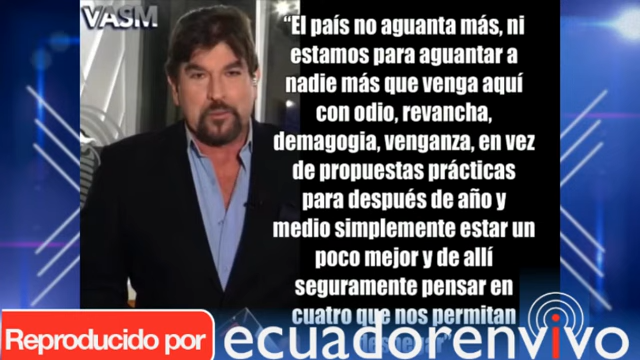 VASM
“El país no aguanta más, ni
estamos para aguantar a
nadie más que venga aquí
con odio, revancha,
demagogia, venganza, en vez
de propuestas prácticas
para después de año y
medio simplemente estar un
poco mejor y de allí
seguramente pensar en
cuatro que nos permitan
Reproducido por ecuadorenvivo